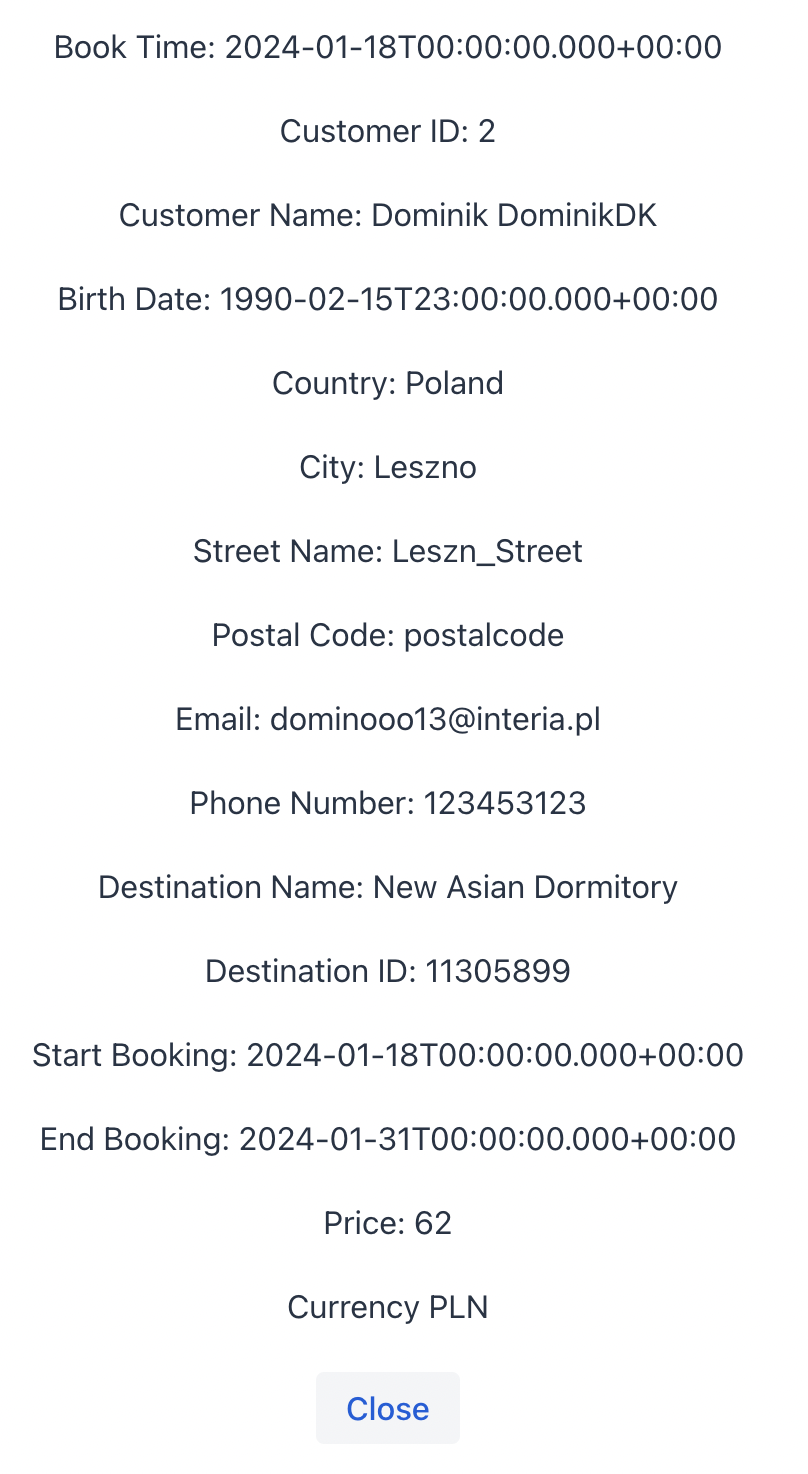 Book Time: 2024-01-18T00:00:00.000+00:00
Customer ID: 2
Customer Name: Dominik DominikDK
Birth Date: 1990-02-15T23:00:00.000+00:00
Country: Poland
City: Leszno
Street Name: Leszn_Street
Postal Code: postalcode
Email: dominooo13@interia.pl
Phone Number: 123453123
Destination Name: New Asian Dormitory
Destination ID: 11305899
Start Booking: 2024-01-18T00:00:00.000+00:00
End Booking: 2024-01-31T00:00:00.000+00:00
Price: 62
Currency PLN
Close